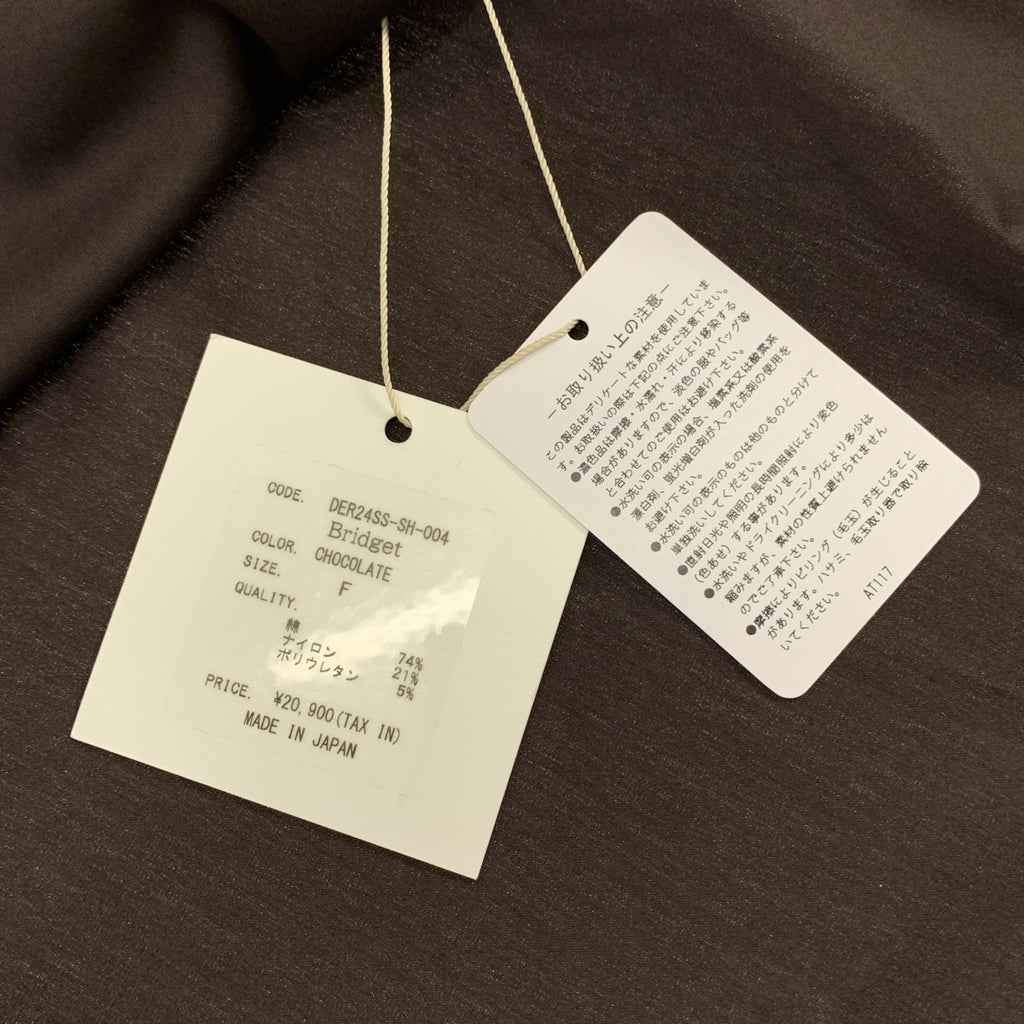 CODE. DER24SS-SH-004
Bridget
COLOR. CHOCOLATE
SIZE. F
QUALITY.
綿 74%
ナイロン 21%
ポリウレタン 5%
PRICE. ¥20,900(TAX IN)
MADE IN JAPAN
−お取り扱い上の注意−
この製品はデリケートな素材を使用していま
す。お取扱いの際は下記の点にご注意下さい。
●濃色品は摩擦、水濡れ・汗により移染する
場合がありますので、淡色の服やバッグ等
と合わせてのご使用はお避け下さい。
●水洗い可の表示の場合、塩素系又は酸素系
漂白剤、蛍光増白剤が入った洗剤の使用を
お避け下さい。
●水洗い可の表示のものは他のものと分けて
単独洗いしてください。
●直射日光や照明の長時間照射により変色
(色あせ)する事があります。
●水洗いやドライクリーニングにより多少は
縮みますが、素材の性質上避けられません
のでご了承下さい。
●摩擦によりピリング(毛玉)が生じること
があります。ハサミ、毛玉取り器で取り除
いてください。
AT117